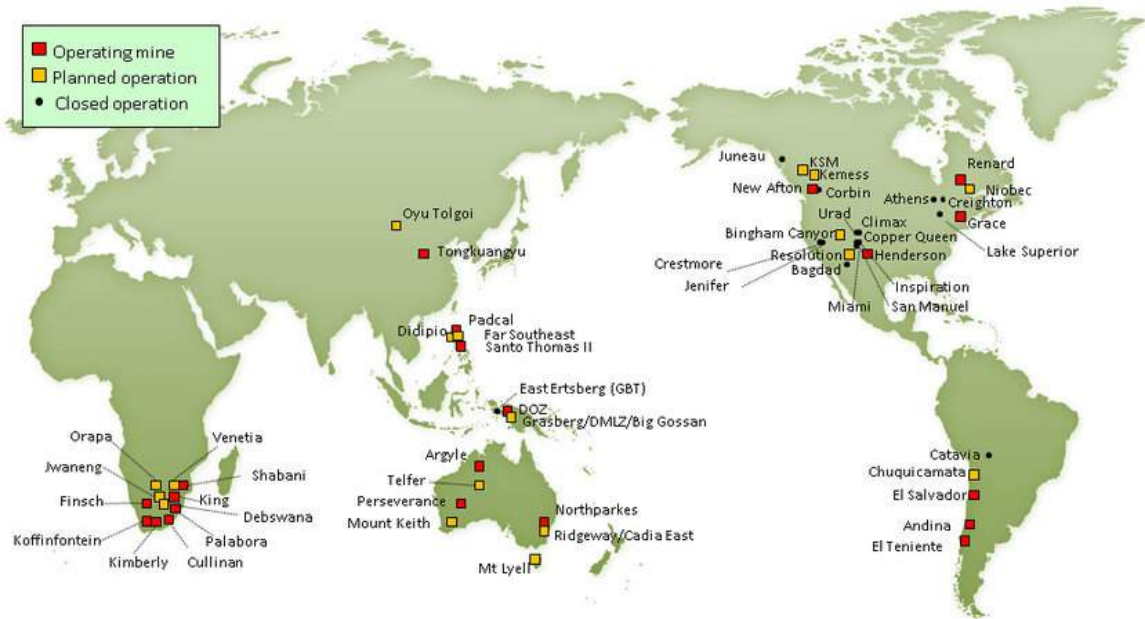 Operating mine
Planned operation
Closed operation
Oyu Tolgoi
Tongkuangyu
Padcal
Didipio
Far Southeast
Santo Thomas II
East Ertsberg (GBT)
DOZ
Grasberg/DMLZ/Big Gossan
Orapa
Venetia
Jwaneng
Shabani
Finsch
King
Debswana
Koffinfontein
Palabora
Kimberly
Cullinan
Argyle
Telfer
Perseverance
Northparkes
Mount Keith
Ridgeway/Cadia East
Mt Lyell
Juneau
KSM
Kemess
New Afton
Corbin
Renard
Niobec
Athens
Creighton
Grace
Lake Superior
Urad
Climax
Bingham Canyon
Copper Queen
Crestmore
Resolution
Henderson
Jenifer
Bagdad
Inspiration
Miami
San Manuel
Catavia
Chuquicamata
El Salvador
Andina
El Teniente